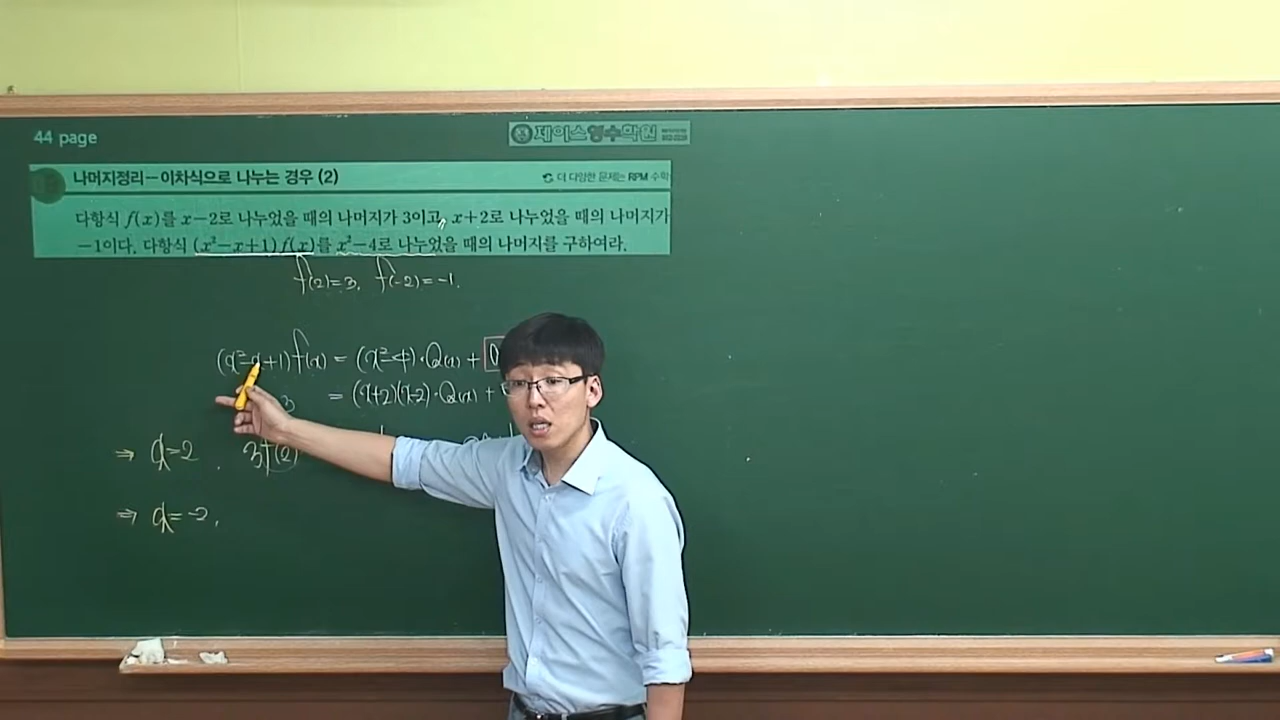 44 page
제이스영수학원
나머지정리-이차식으로 나누는 경우 (2)
더 다양한 문제는 RPM 수학
다항식 f(x)를 x-2로 나누었을 때의 나머지가 3이고, x+2로 나누었을 때의 나머지가
-1이다. 다항식 (x²-x+1)f(x)를 x²-4로 나누었을 때의 나머지를 구하여라.
f(2)=3, f(-2)=-1.
(x²-x+1)f(x) = (x²-4)·Q(x) +
3 = (x+2)(x-2)·Q(x) +
⇒ x=2. 3f(2)
⇒ x=-2,